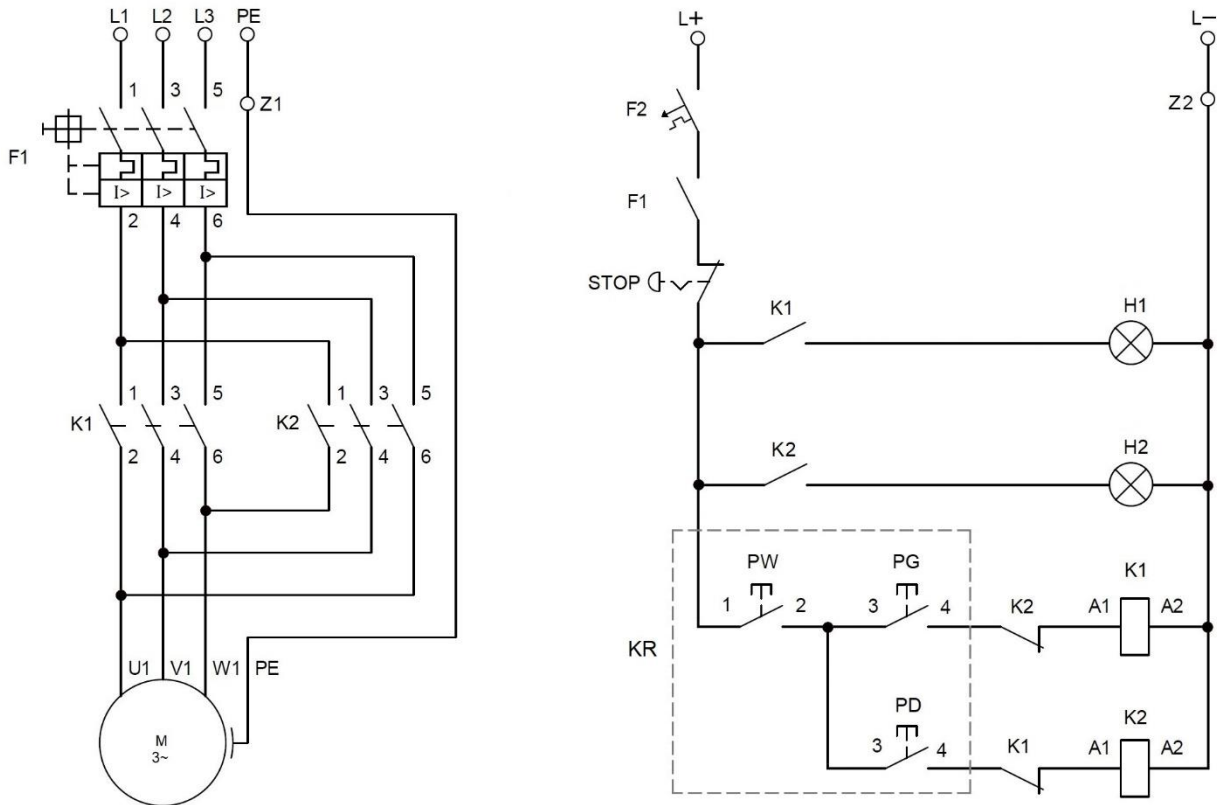 L1 L2 L3 PE
1 3 5
Z1
F1
I> I> I>
2 4 6
1 3 5
K1
2 4 6
1 3 5
K2
2 4 6
U1 V1 W1 PE
M
3~
L+ L−
F2
Z2
F1
STOP
K1 H1
K2 H2
PW PG K1
1 2 3 4 K2 A1 A2
KR
PD K2
3 4 K1 A1 A2